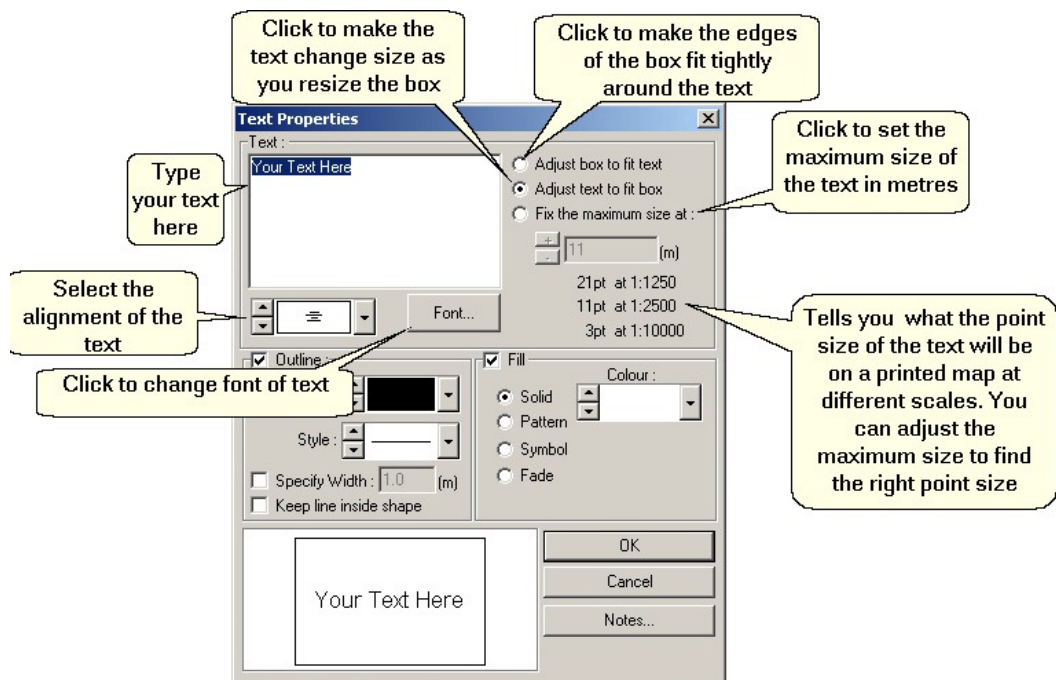 Click to make the
text change size as
you resize the box
Click to make the edges
of the box fit tightly
around the text
Text Properties
Click to set the
maximum size of
the text in metres
Text :
Your Text Here
Type
your text
here
Adjust box to fit text
Adjust text to fit box
Fix the maximum size at :
+
-
11
(m)
21pt at 1:1250
11pt at 1:2500
3pt at 1:10000
Select the
alignment of the
text
Font...
Tells you what the point
size of the text will be
on a printed map at
different scales. You
can adjust the
maximum size to find
the right point size
Outline :
Click to change font of text
Style :
Specify Width : 1.0 (m)
Keep line inside shape
Fill
Colour :
Solid
Pattern
Symbol
Fade
Your Text Here
OK
Cancel
Notes...